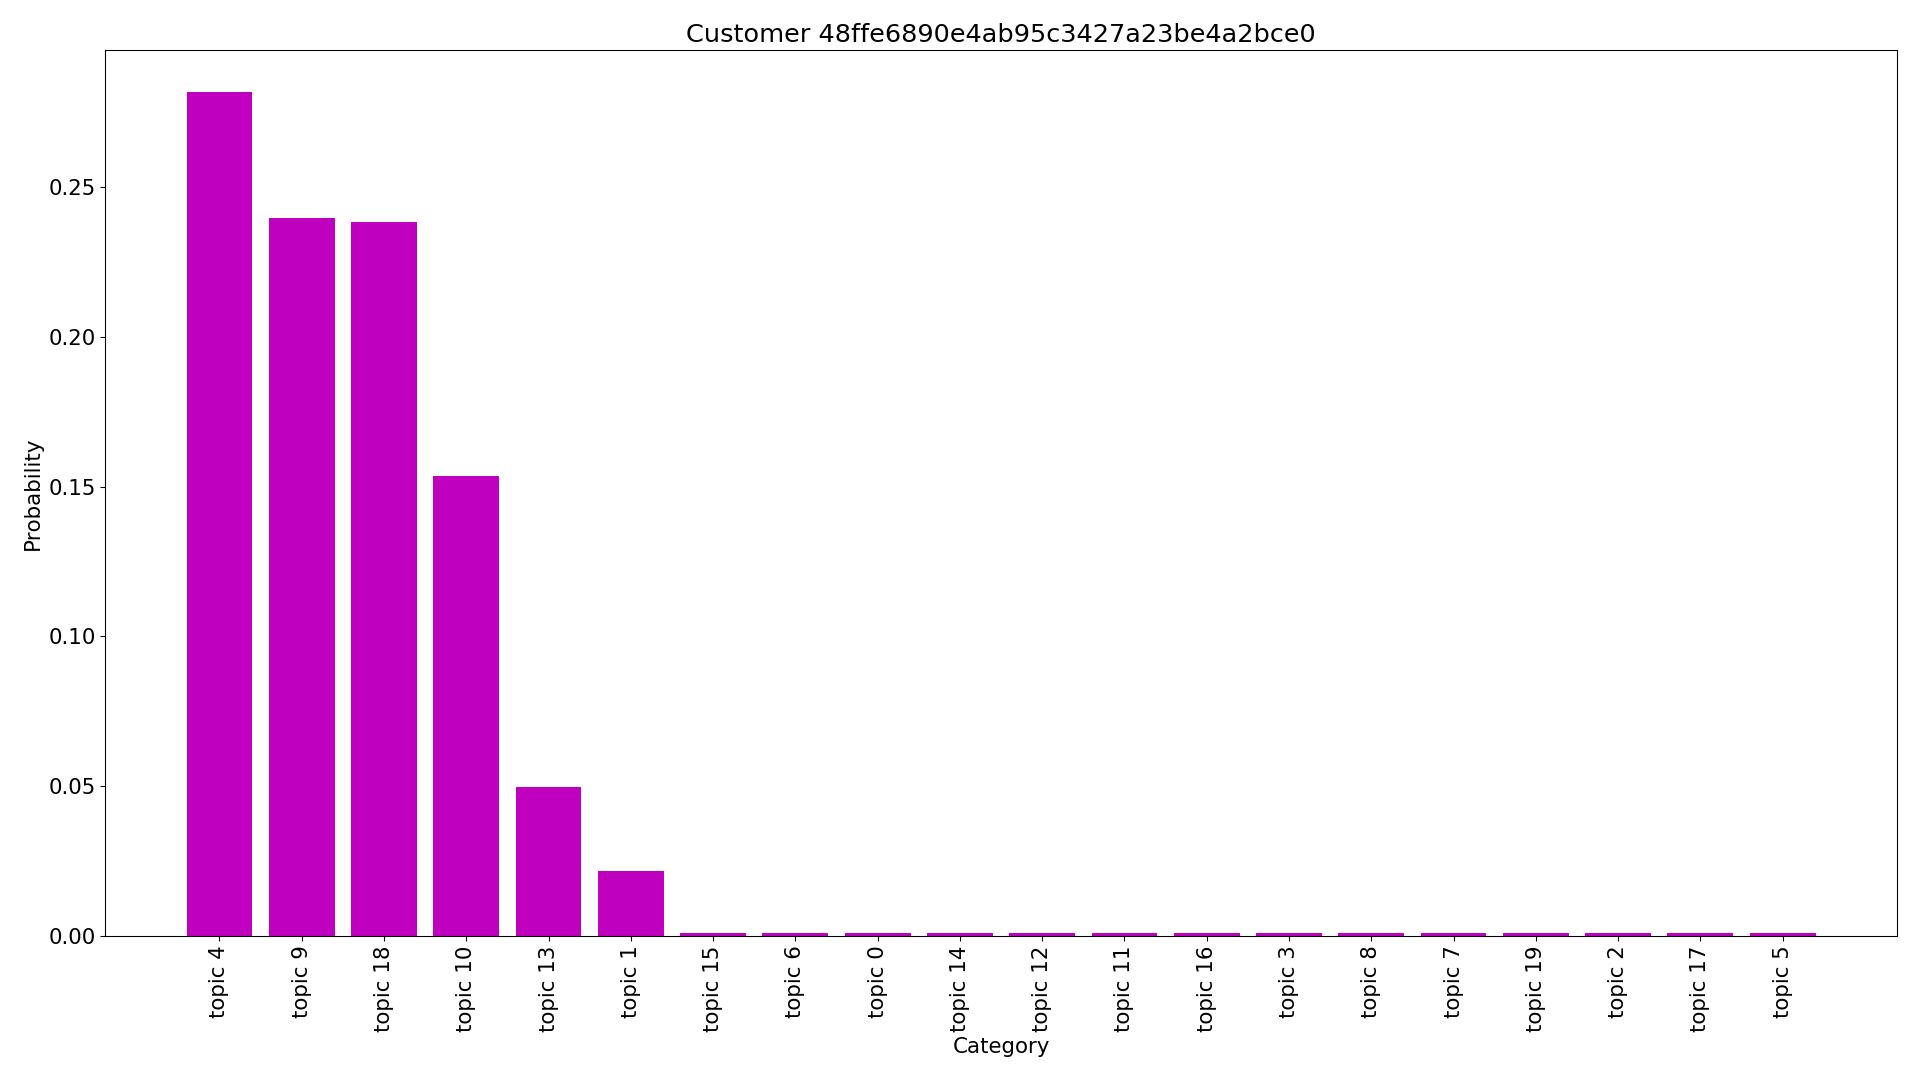 Customer 48ffe6890e4ab95c3427a23be4a2bce0
Probability
0.25
0.20
0.15
0.10
0.05
0.00
topic 4
topic 9
topic 18
topic 10
topic 13
topic 1
topic 15
topic 6
topic 0
topic 14
topic 12
topic 11
topic 16
topic 3
topic 8
topic 7
topic 19
topic 2
topic 17
topic 5
Category